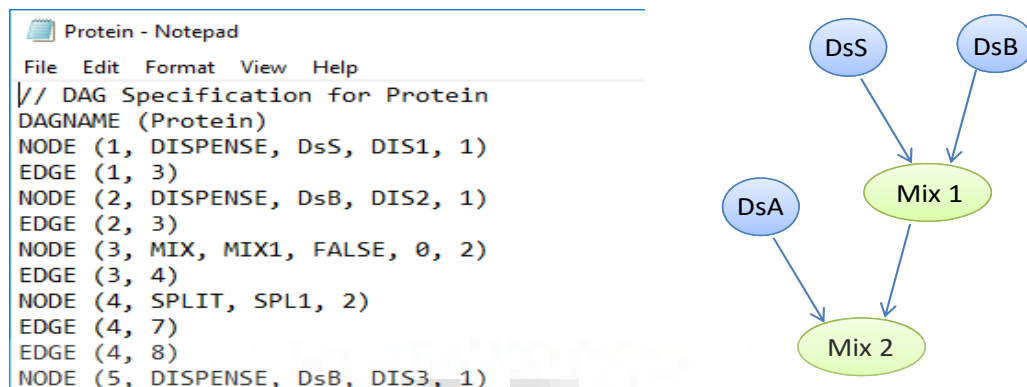 Protein - Notepad
File Edit Format View Help
// DAG Specification for Protein
DAGNAME (Protein)
NODE (1, DISPENSE, DsS, DIS1, 1)
EDGE (1, 3)
NODE (2, DISPENSE, DsB, DIS2, 1)
EDGE (2, 3)
NODE (3, MIX, MIX1, FALSE, 0, 2)
EDGE (3, 4)
NODE (4, SPLIT, SPL1, 2)
EDGE (4, 7)
EDGE (4, 8)
NODE (5, DISPENSE, DsB, DIS3, 1)
DsS
DsB
Mix 1
DsA
Mix 2